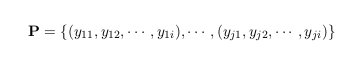 P = {(y₁₁, y₁₂, ⋯ , y₁ᵢ), ⋯ , (yⱼ₁, yⱼ₂, ⋯ , yⱼᵢ)}